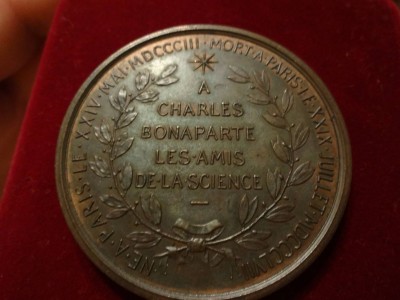 NE·A·PARIS·LE·XXIV·MAI·MDCCCIII·MORT·A·PARIS·LE·XXIX·JUILLET·
A
CHARLES
BONAPARTE
LES·AMIS
DE·LA·SCIENCE